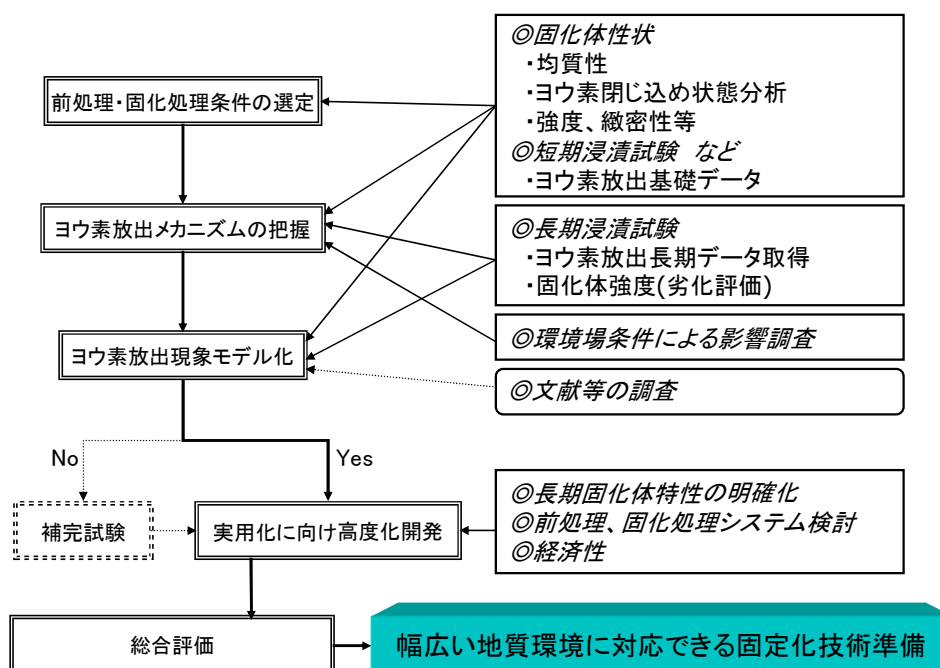 前処理・固化処理条件の選定
ヨウ素放出メカニズムの把握
ヨウ素放出現象モデル化
No
Yes
補完試験
実用化に向け高度化開発
総合評価
◎固化体性状
・均質性
・ヨウ素閉じ込め状態分析
・強度、緻密性等
◎短期浸漬試験 など
・ヨウ素放出基礎データ
◎長期浸漬試験
・ヨウ素放出長期データ取得
・固化体強度(劣化評価)
◎環境場条件による影響調査
◎文献等の調査
◎長期固化体特性の明確化
◎前処理、固化処理システム検討
◎経済性
幅広い地質環境に対応できる固定化技術準備